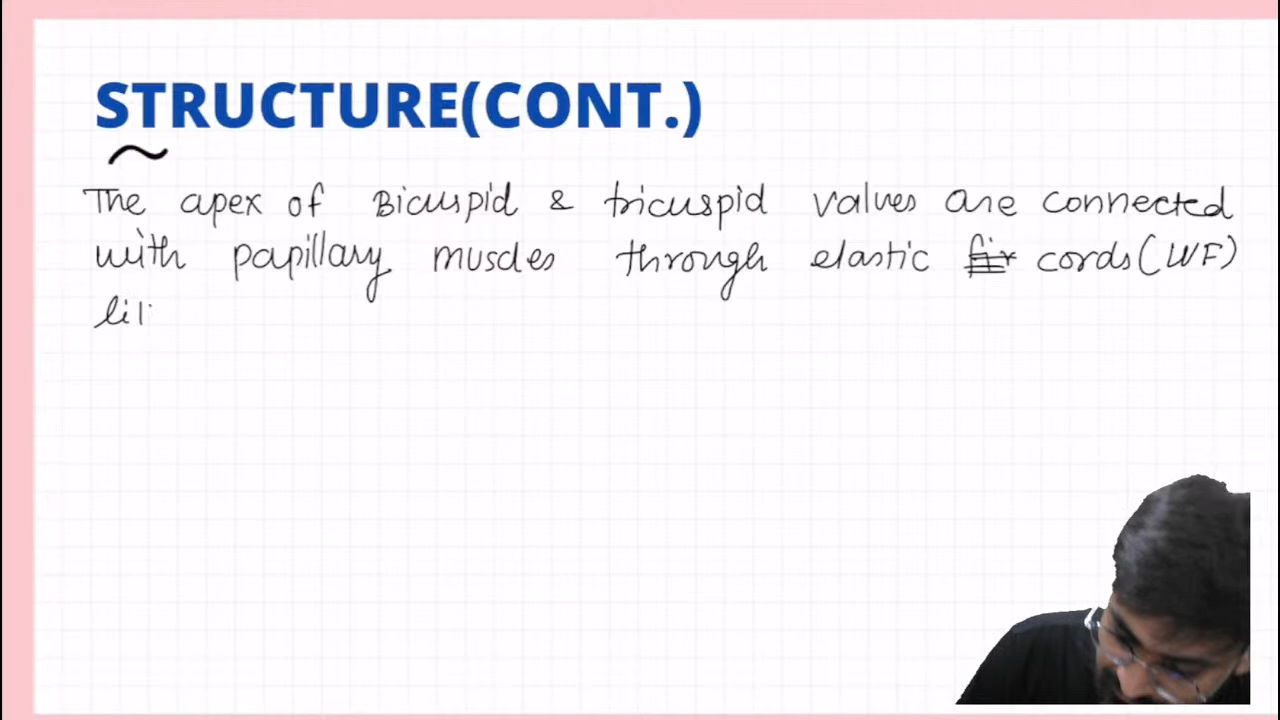 STRUCTURE(CONT.)
The apex of Bicuspid & tricuspid valves are connected
with papillary muscles through elastic cords(WF)